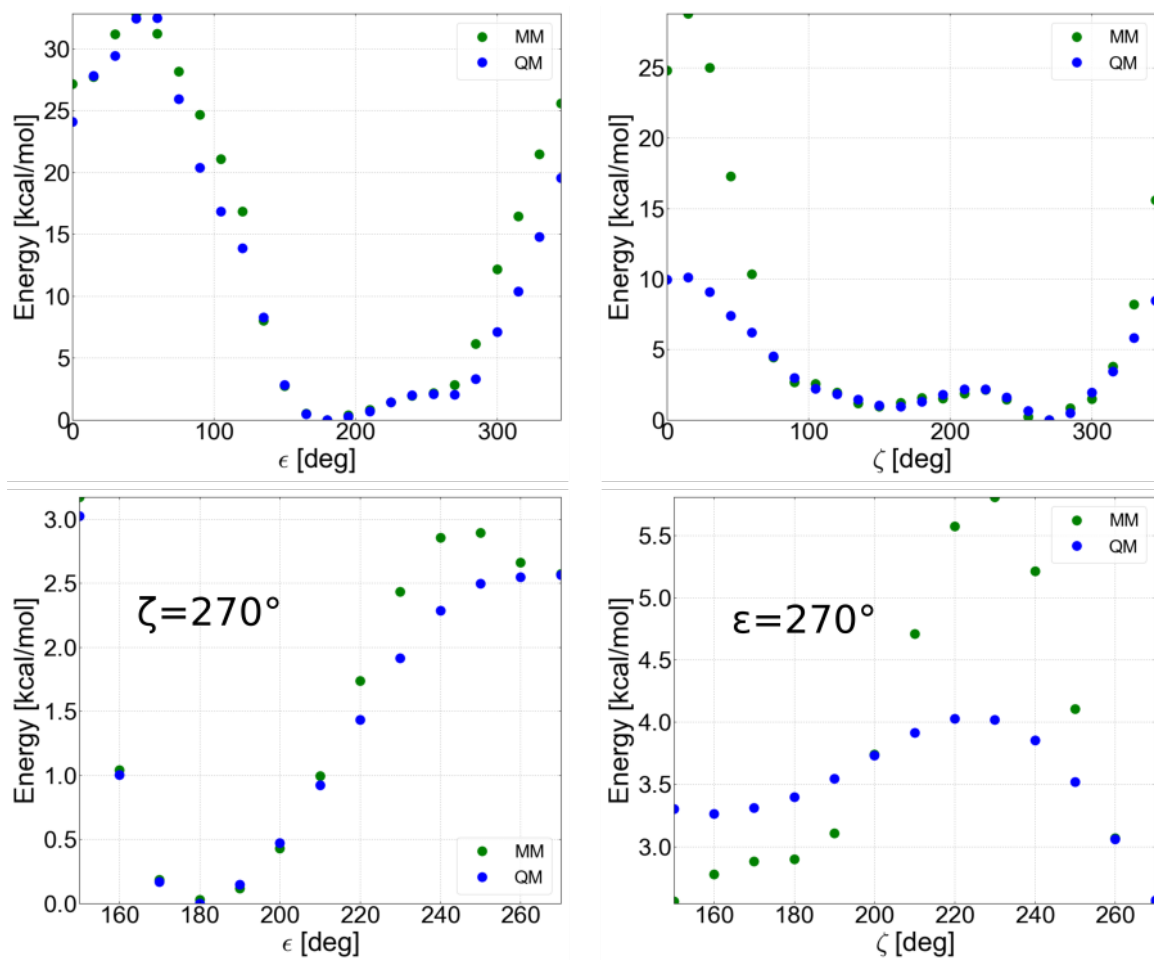 Energy [kcal/mol]
30
25
20
15
10
5
0
0 100 200 300
ϵ [deg]
MM
QM
Energy [kcal/mol]
25
20
15
10
5
0
0 100 200 300
ζ [deg]
MM
QM
Energy [kcal/mol]
3.0
2.5
2.0
1.5
1.0
0.5
0.0
160 180 200 220 240 260
ϵ [deg]
ζ=270°
MM
QM
Energy [kcal/mol]
5.5
5.0
4.5
4.0
3.5
3.0
160 180 200 220 240 260
ζ [deg]
ε=270°
MM
QM